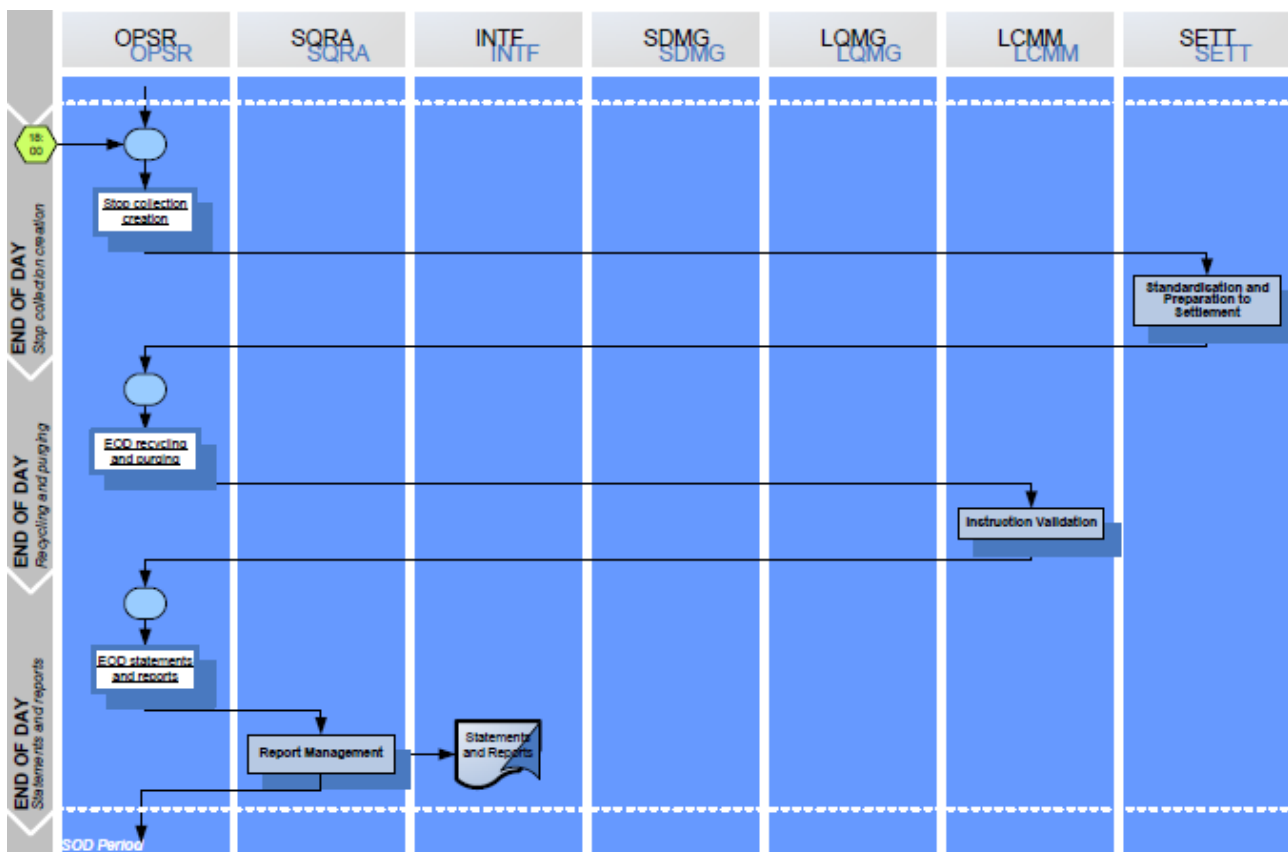 OPSR
OPSR
SQRA
SQRA
INTF
INTF
SDMG
SDMG
LQMG
LQMG
LCMM
LCMM
SETT
SETT
18:
00
END OF DAY
Stop collection creation
Stop collection
creation
Standardisation and
Preparation to
Settlement
END OF DAY
Recycling and purging
EOD recycling
and purging
Instruction Validation
END OF DAY
Statements and reports
EOD statements
and reports
Report Management
Statements
and Reports
SOD Period